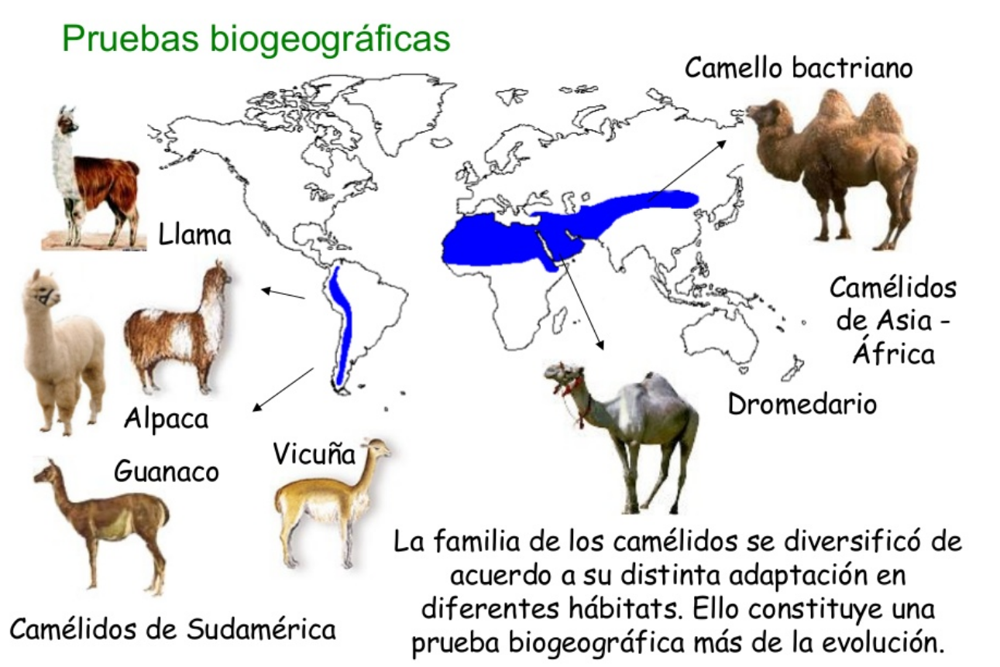 Pruebas biogeográficas
Camello bactriano
Llama
Camélidos
de Asia -
África
Alpaca
Dromedario
Vicuña
Guanaco
La familia de los camélidos se diversificó de
acuerdo a su distinta adaptación en
diferentes hábitats. Ello constituye una
prueba biogeográfica más de la evolución.
Camélidos de Sudamérica